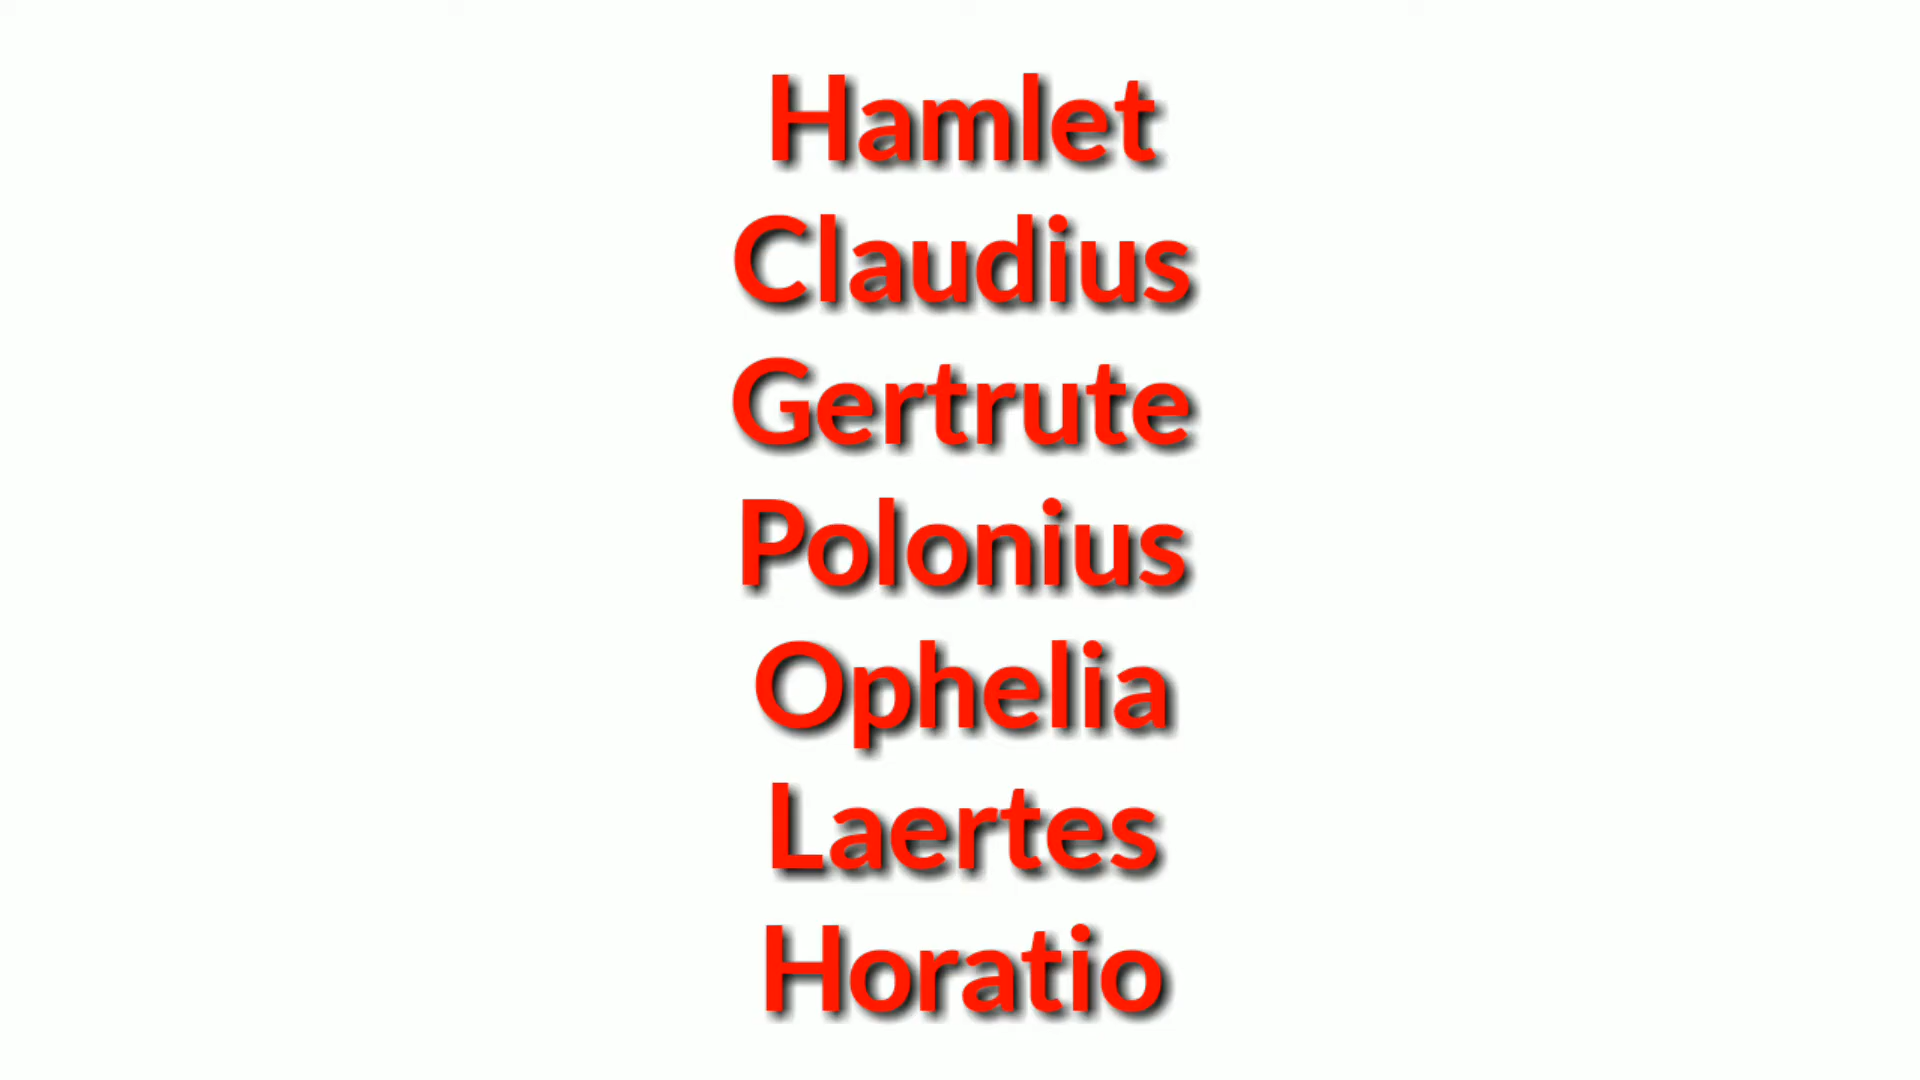 Hamlet
Claudius
Gertrute
Polonius
Ophelia
Laertes
Horatio